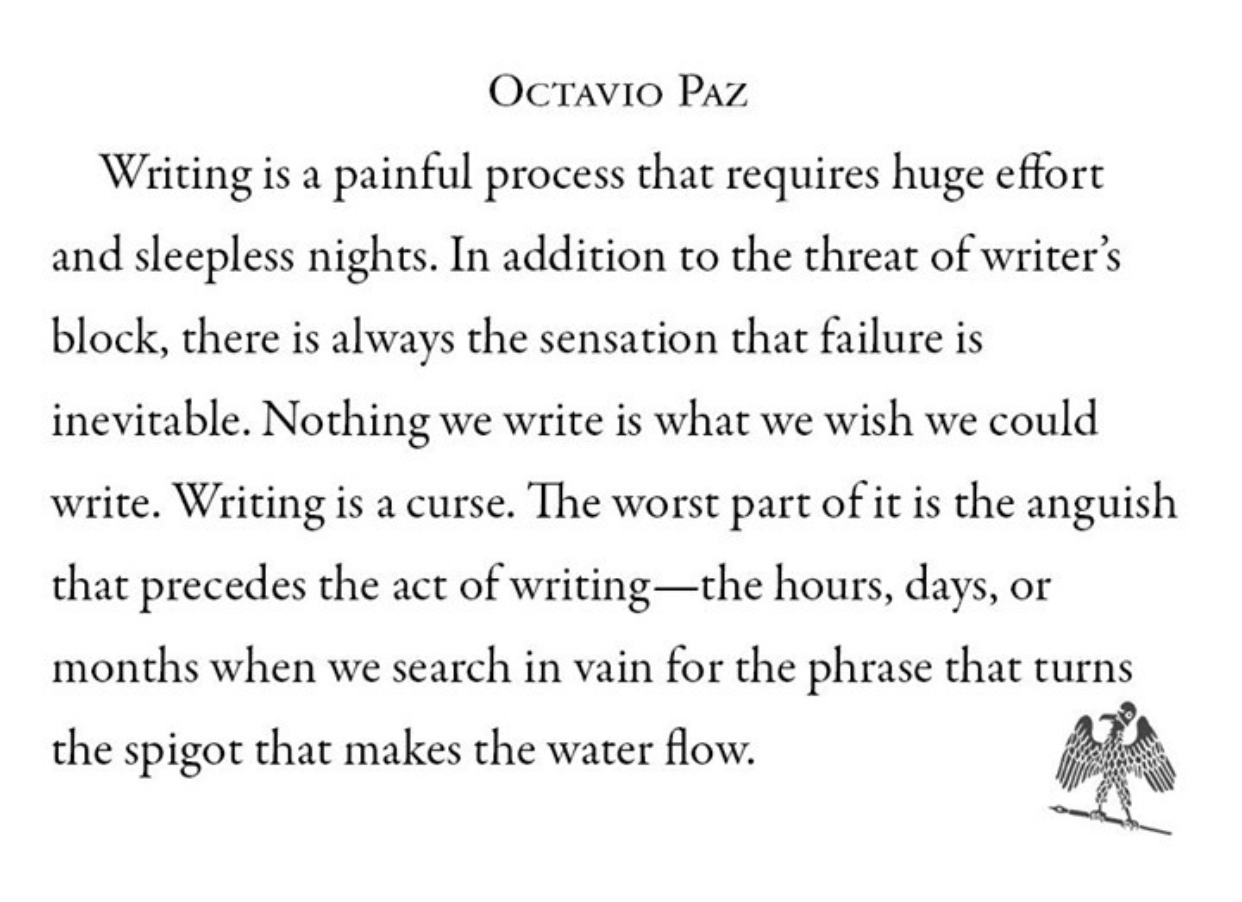 OCTAVIO PAZ
Writing is a painful process that requires huge effort
and sleepless nights. In addition to the threat of writer’s
block, there is always the sensation that failure is
inevitable. Nothing we write is what we wish we could
write. Writing is a curse. The worst part of it is the anguish
that precedes the act of writing—the hours, days, or
months when we search in vain for the phrase that turns
the spigot that makes the water flow.